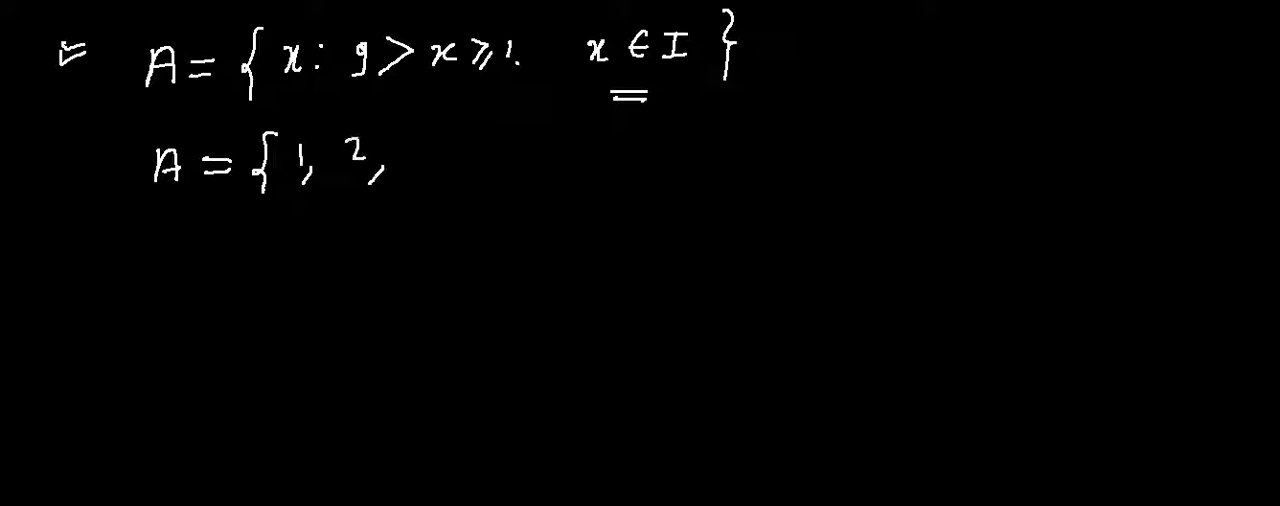 A = { x : 9 > x ⩾ 1. x ∈ I }
A = { 1, 2,